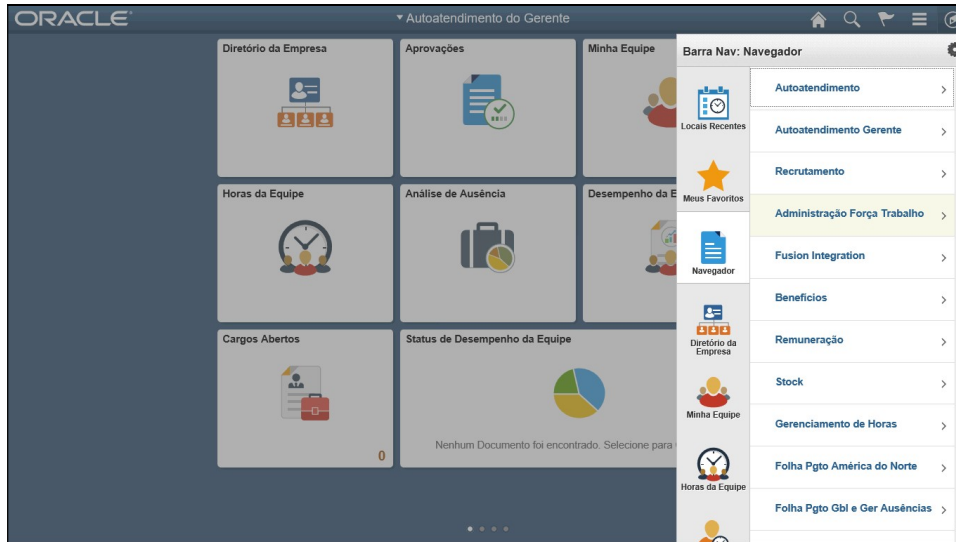 ORACLE
Autoatendimento do Gerente
Diretório da Empresa
Aprovações
Minha Equipe
Horas da Equipe
Análise de Ausência
Desempenho da E
Cargos Abertos
0
Status de Desempenho da Equipe
Nenhum Documento foi encontrado. Selecione para
Barra Nav: Navegador
Locais Recentes
Meus Favoritos
Navegador
Diretório da
Empresa
Minha Equipe
Horas da Equipe
Autoatendimento
Autoatendimento Gerente
Recrutamento
Administração Força Trabalho
Fusion Integration
Benefícios
Remuneração
Stock
Gerenciamento de Horas
Folha Pgto América do Norte
Folha Pgto Gbl e Ger Ausências